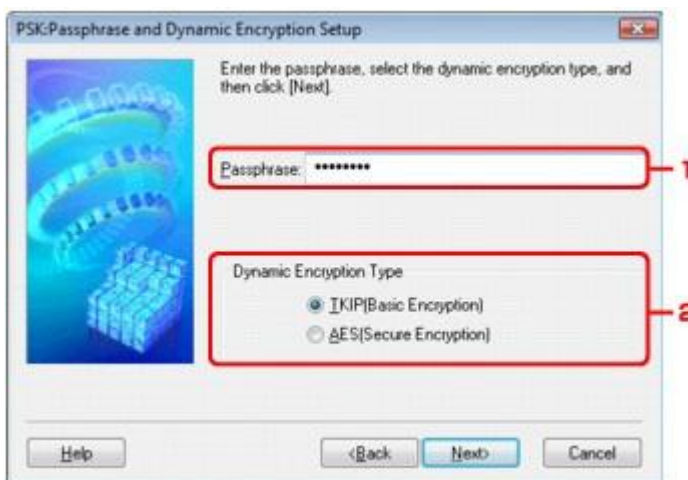 PSK:Passphrase and Dynamic Encryption Setup
Enter the passphrase, select the dynamic encryption type, and
then click [Next].
Passphrase: ••••••••
1
Dynamic Encryption Type
TKIP(Basic Encryption)
AES(Secure Encryption)
2
Help
<Back
Next>
Cancel